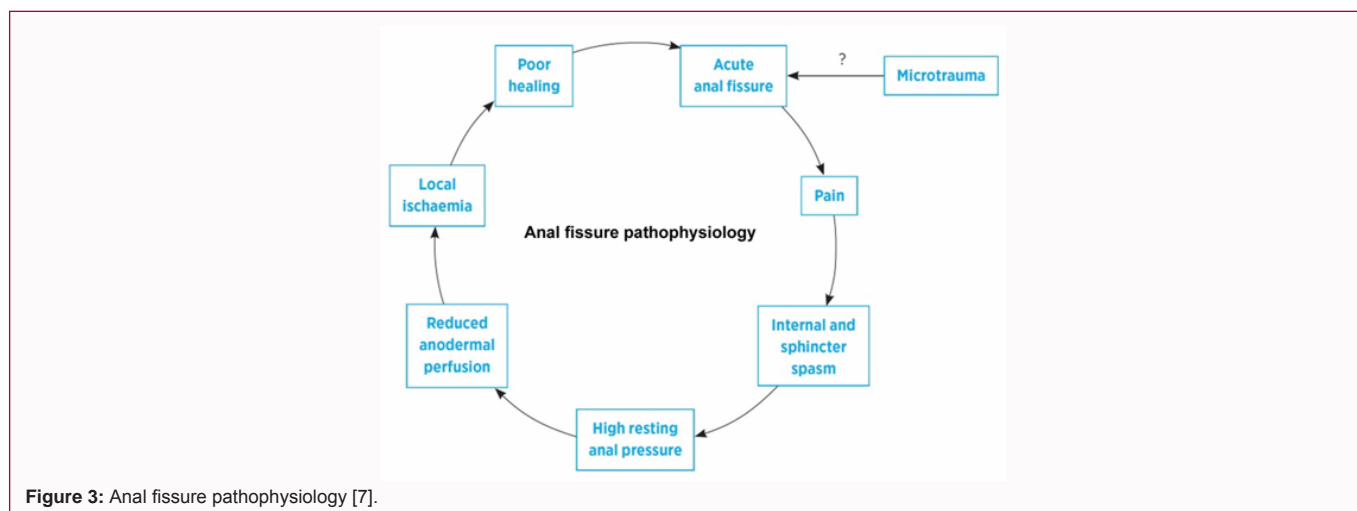 Poor
healing
Acute
anal fissure
?
Microtrauma
Local
ischaemia
Pain
Anal fissure pathophysiology
Reduced
anodermal
perfusion
Internal and
sphincter
spasm
High resting
anal pressure
Figure 3: Anal fissure pathophysiology [7].